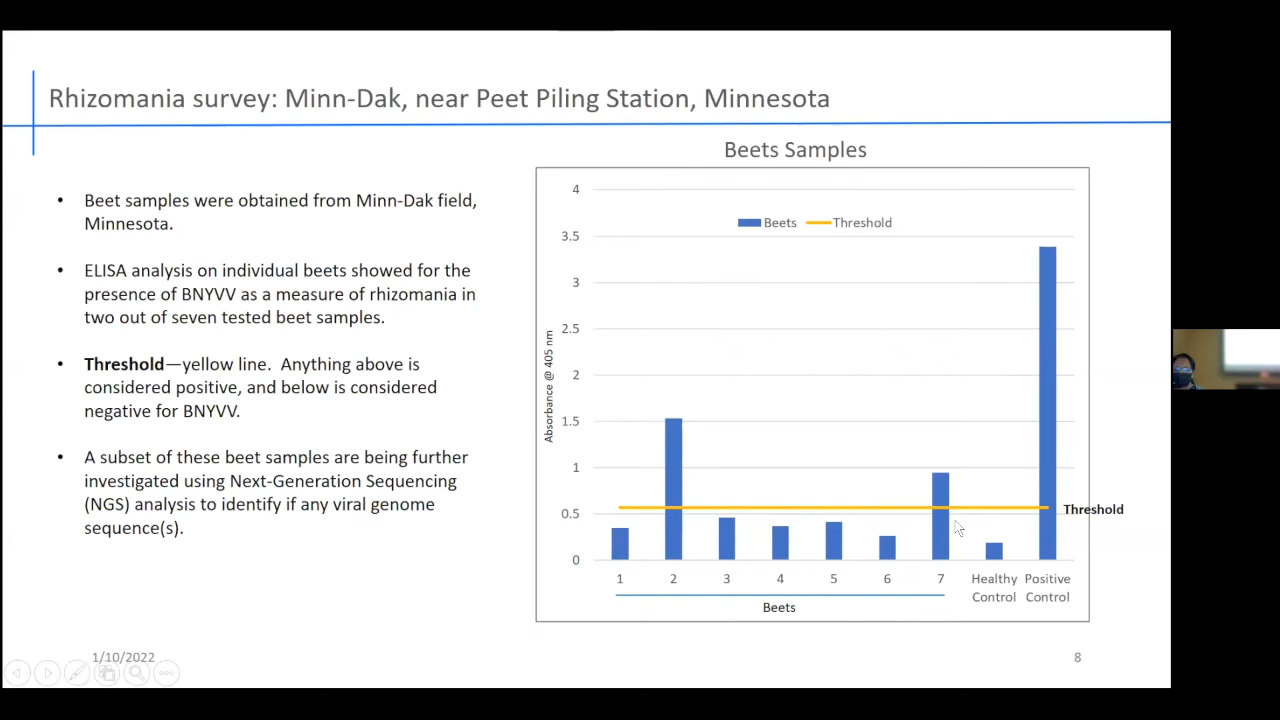 Rhizomania survey: Minn-Dak, near Peet Piling Station, Minnesota
• Beet samples were obtained from Minn-Dak field,
Minnesota.
• ELISA analysis on individual beets showed for the
presence of BNYVV as a measure of rhizomania in
two out of seven tested beet samples.
• Threshold—yellow line.  Anything above is
considered positive, and below is considered
negative for BNYVV.
• A subset of these beet samples are being further
investigated using Next-Generation Sequencing
(NGS) analysis to identify if any viral genome
sequence(s).
Beets Samples
Beets Threshold
Absorbance @ 405 nm
4
3.5
3
2.5
2
1.5
1
0.5
0
Threshold
1 2 3 4 5 6 7 Healthy Positive
Control Control
Beets
1/10/2022
8